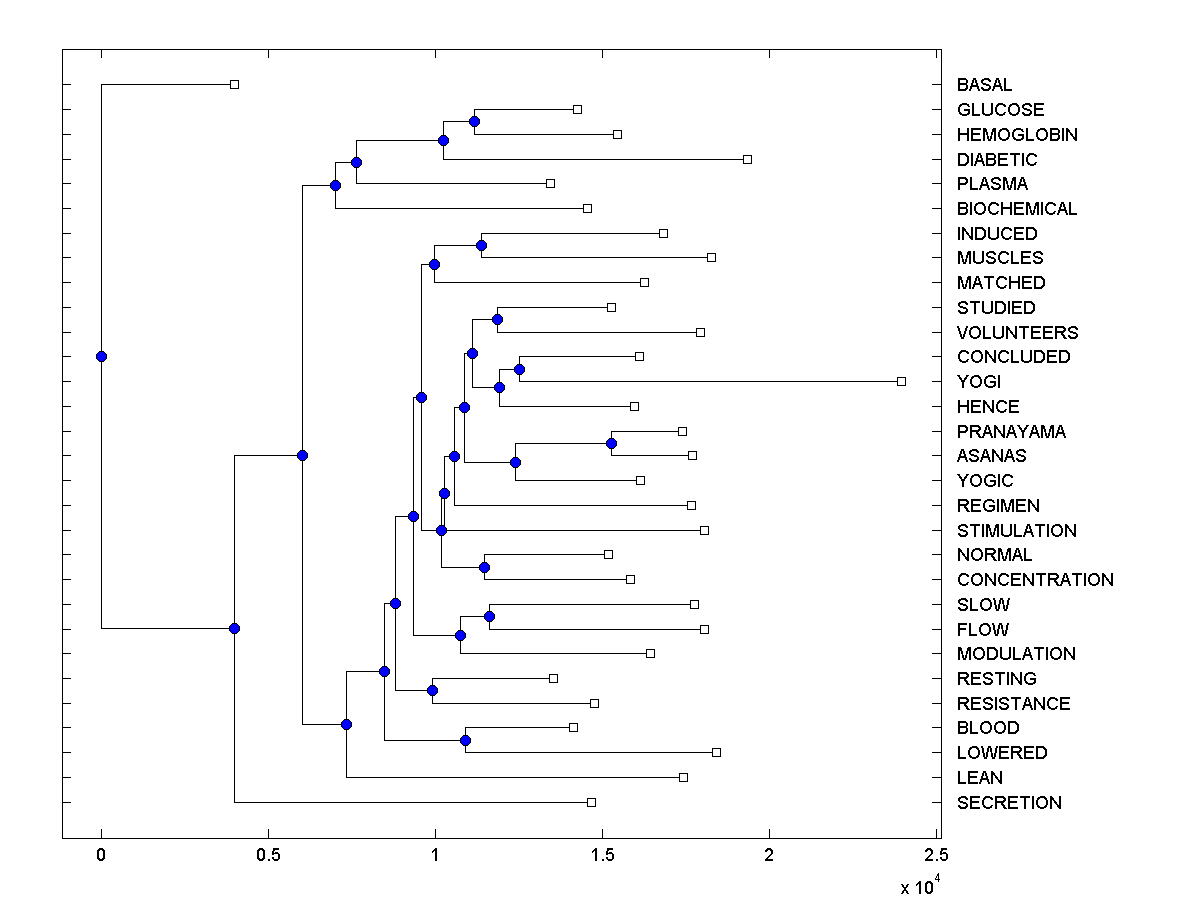 BASAL
GLUCOSE
HEMOGLOBIN
DIABETIC
PLASMA
BIOCHEMICAL
INDUCED
MUSCLES
MATCHED
STUDIED
VOLUNTEERS
CONCLUDED
YOGI
HENCE
PRANAYAMA
ASANAS
YOGIC
REGIMEN
STIMULATION
NORMAL
CONCENTRATION
SLOW
FLOW
MODULATION
RESTING
RESISTANCE
BLOOD
LOWERED
LEAN
SECRETION
0 0.5 1 1.5 2 2.5
x 10^4